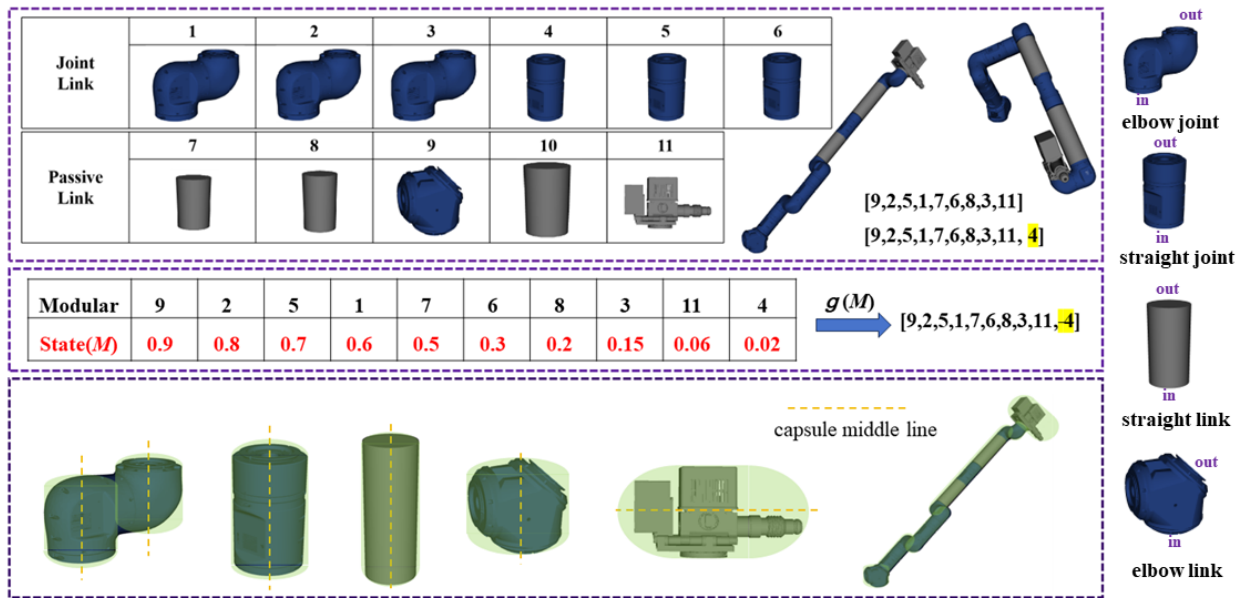 1 2 3 4 5 6
Joint
Link
7 8 9 10 11
Passive
Link
[9,2,5,1,7,6,8,3,11]
[9,2,5,1,7,6,8,3,11, 4]
Modular 9 2 5 1 7 6 8 3 11 4
State(M) 0.9 0.8 0.7 0.6 0.5 0.3 0.2 0.15 0.06 0.02
g(M)
[9,2,5,1,7,6,8,3,11,-4]
capsule middle line
out
in
elbow joint
out
in
straight joint
out
in
straight link
out
in
elbow link